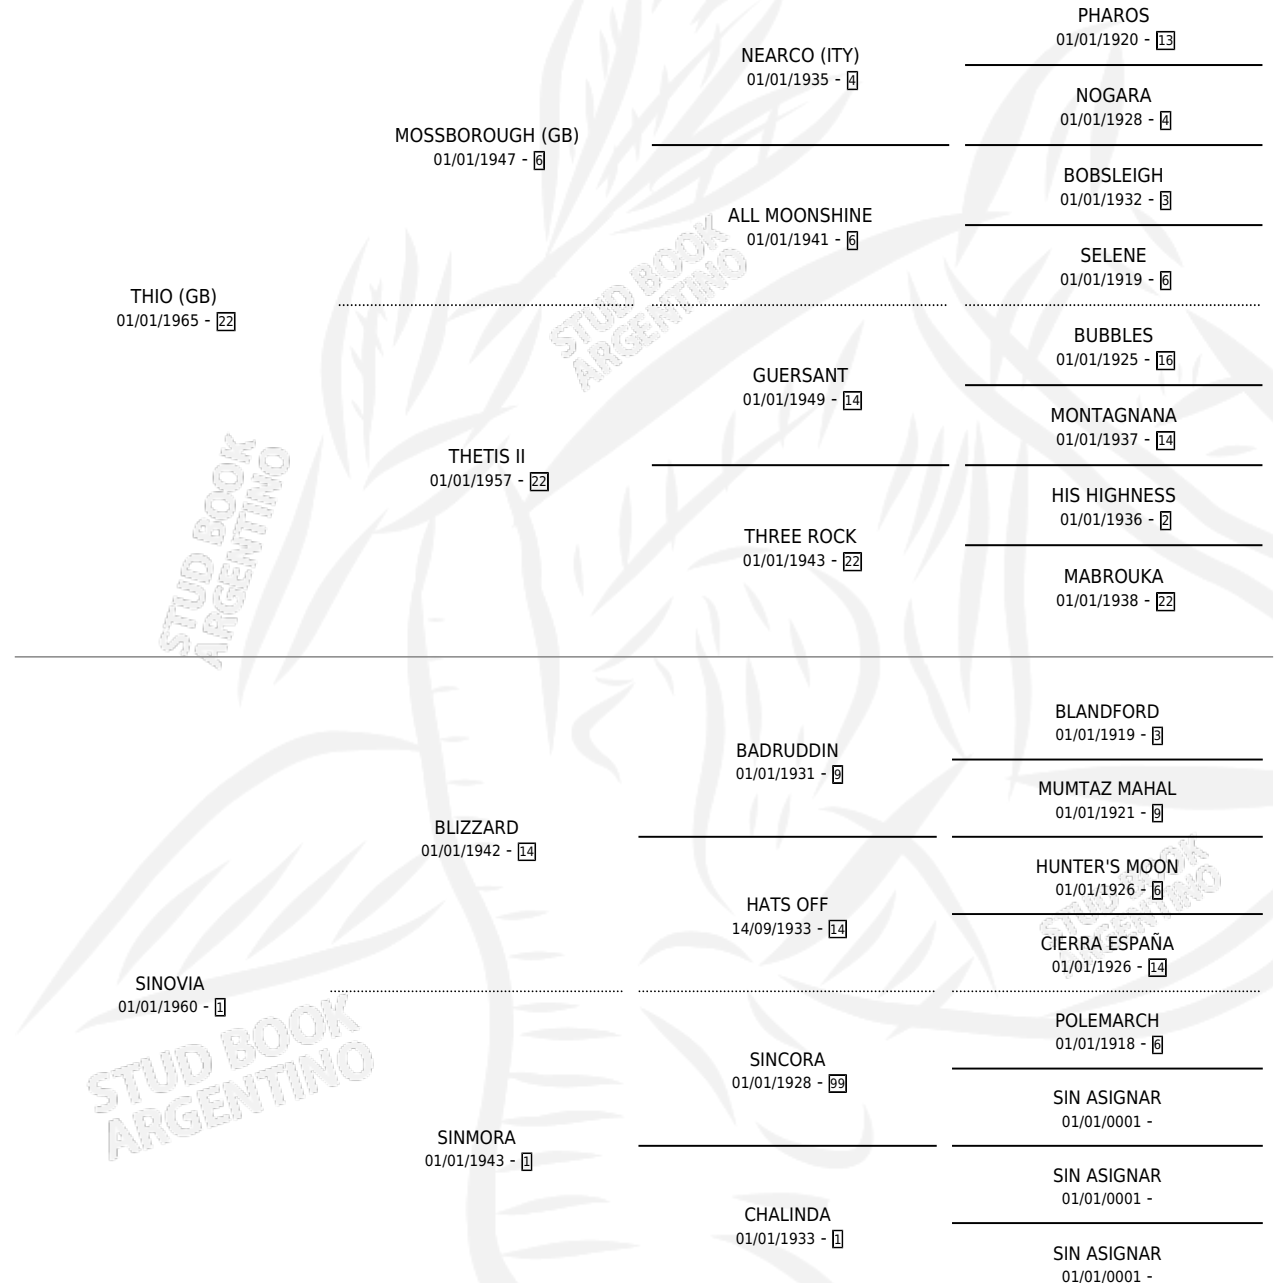 PHAROS
01/01/1920 - 13
NEARCO (ITY)
01/01/1935 - 4
NOGARA
01/01/1928 - 4
MOSSBOROUGH (GB)
01/01/1947 - 6
BOBSLEIGH
01/01/1932 - 3
ALL MOONSHINE
01/01/1941 - 6
SELENE
01/01/1919 - 6
THIO (GB)
01/01/1965 - 22
BUBBLES
01/01/1925 - 16
GUERSANT
01/01/1949 - 14
MONTAGNANA
01/01/1937 - 14
THETIS II
01/01/1957 - 22
HIS HIGHNESS
01/01/1936 - 2
THREE ROCK
01/01/1943 - 22
MABROUKA
01/01/1938 - 22
STUD BOOK
ARGENTINO
STUD BOOK
ARGENTINO
BLANDFORD
01/01/1919 - 3
BADRUDDIN
01/01/1931 - 9
MUMTAZ MAHAL
01/01/1921 - 9
BLIZZARD
01/01/1942 - 14
HUNTER'S MOON
01/01/1926 - 6
HATS OFF
14/09/1933 - 14
CIERRA ESPAÑA
01/01/1926 - 14
STUD BOOK
ARGENTINO
SINOVIA
01/01/1960 - 1
POLEMARCH
01/01/1918 - 6
SINCORA
01/01/1928 - 99
SIN ASIGNAR
01/01/0001 -
STUD BOOK
ARGENTINO
SINMORA
01/01/1943 - 1
SIN ASIGNAR
01/01/0001 -
CHALINDA
01/01/1933 - 1
SIN ASIGNAR
01/01/0001 -